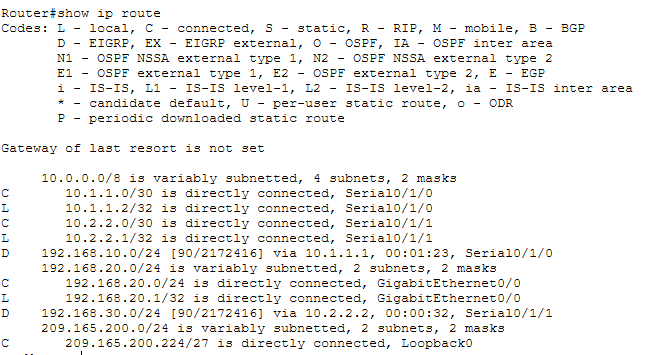 Router#show ip route
Codes: L - local, C - connected, S - static, R - RIP, M - mobile, B - BGP
       D - EIGRP, EX - EIGRP external, O - OSPF, IA - OSPF inter area
       N1 - OSPF NSSA external type 1, N2 - OSPF NSSA external type 2
       E1 - OSPF external type 1, E2 - OSPF external type 2, E - EGP
       i - IS-IS, L1 - IS-IS level-1, L2 - IS-IS level-2, ia - IS-IS inter area
       * - candidate default, U - per-user static route, o - ODR
       P - periodic downloaded static route
Gateway of last resort is not set
     10.0.0.0/8 is variably subnetted, 4 subnets, 2 masks
C       10.1.1.0/30 is directly connected, Serial0/1/0
L       10.1.1.2/32 is directly connected, Serial0/1/0
C       10.2.2.0/30 is directly connected, Serial0/1/1
L       10.2.2.1/32 is directly connected, Serial0/1/1
D    192.168.10.0/24 [90/2172416] via 10.1.1.1, 00:01:23, Serial0/1/0
     192.168.20.0/24 is variably subnetted, 2 subnets, 2 masks
C       192.168.20.0/24 is directly connected, GigabitEthernet0/0
L       192.168.20.1/32 is directly connected, GigabitEthernet0/0
D    192.168.30.0/24 [90/2172416] via 10.2.2.2, 00:00:32, Serial0/1/1
     209.165.200.0/24 is variably subnetted, 2 subnets, 2 masks
C       209.165.200.224/27 is directly connected, Loopback0